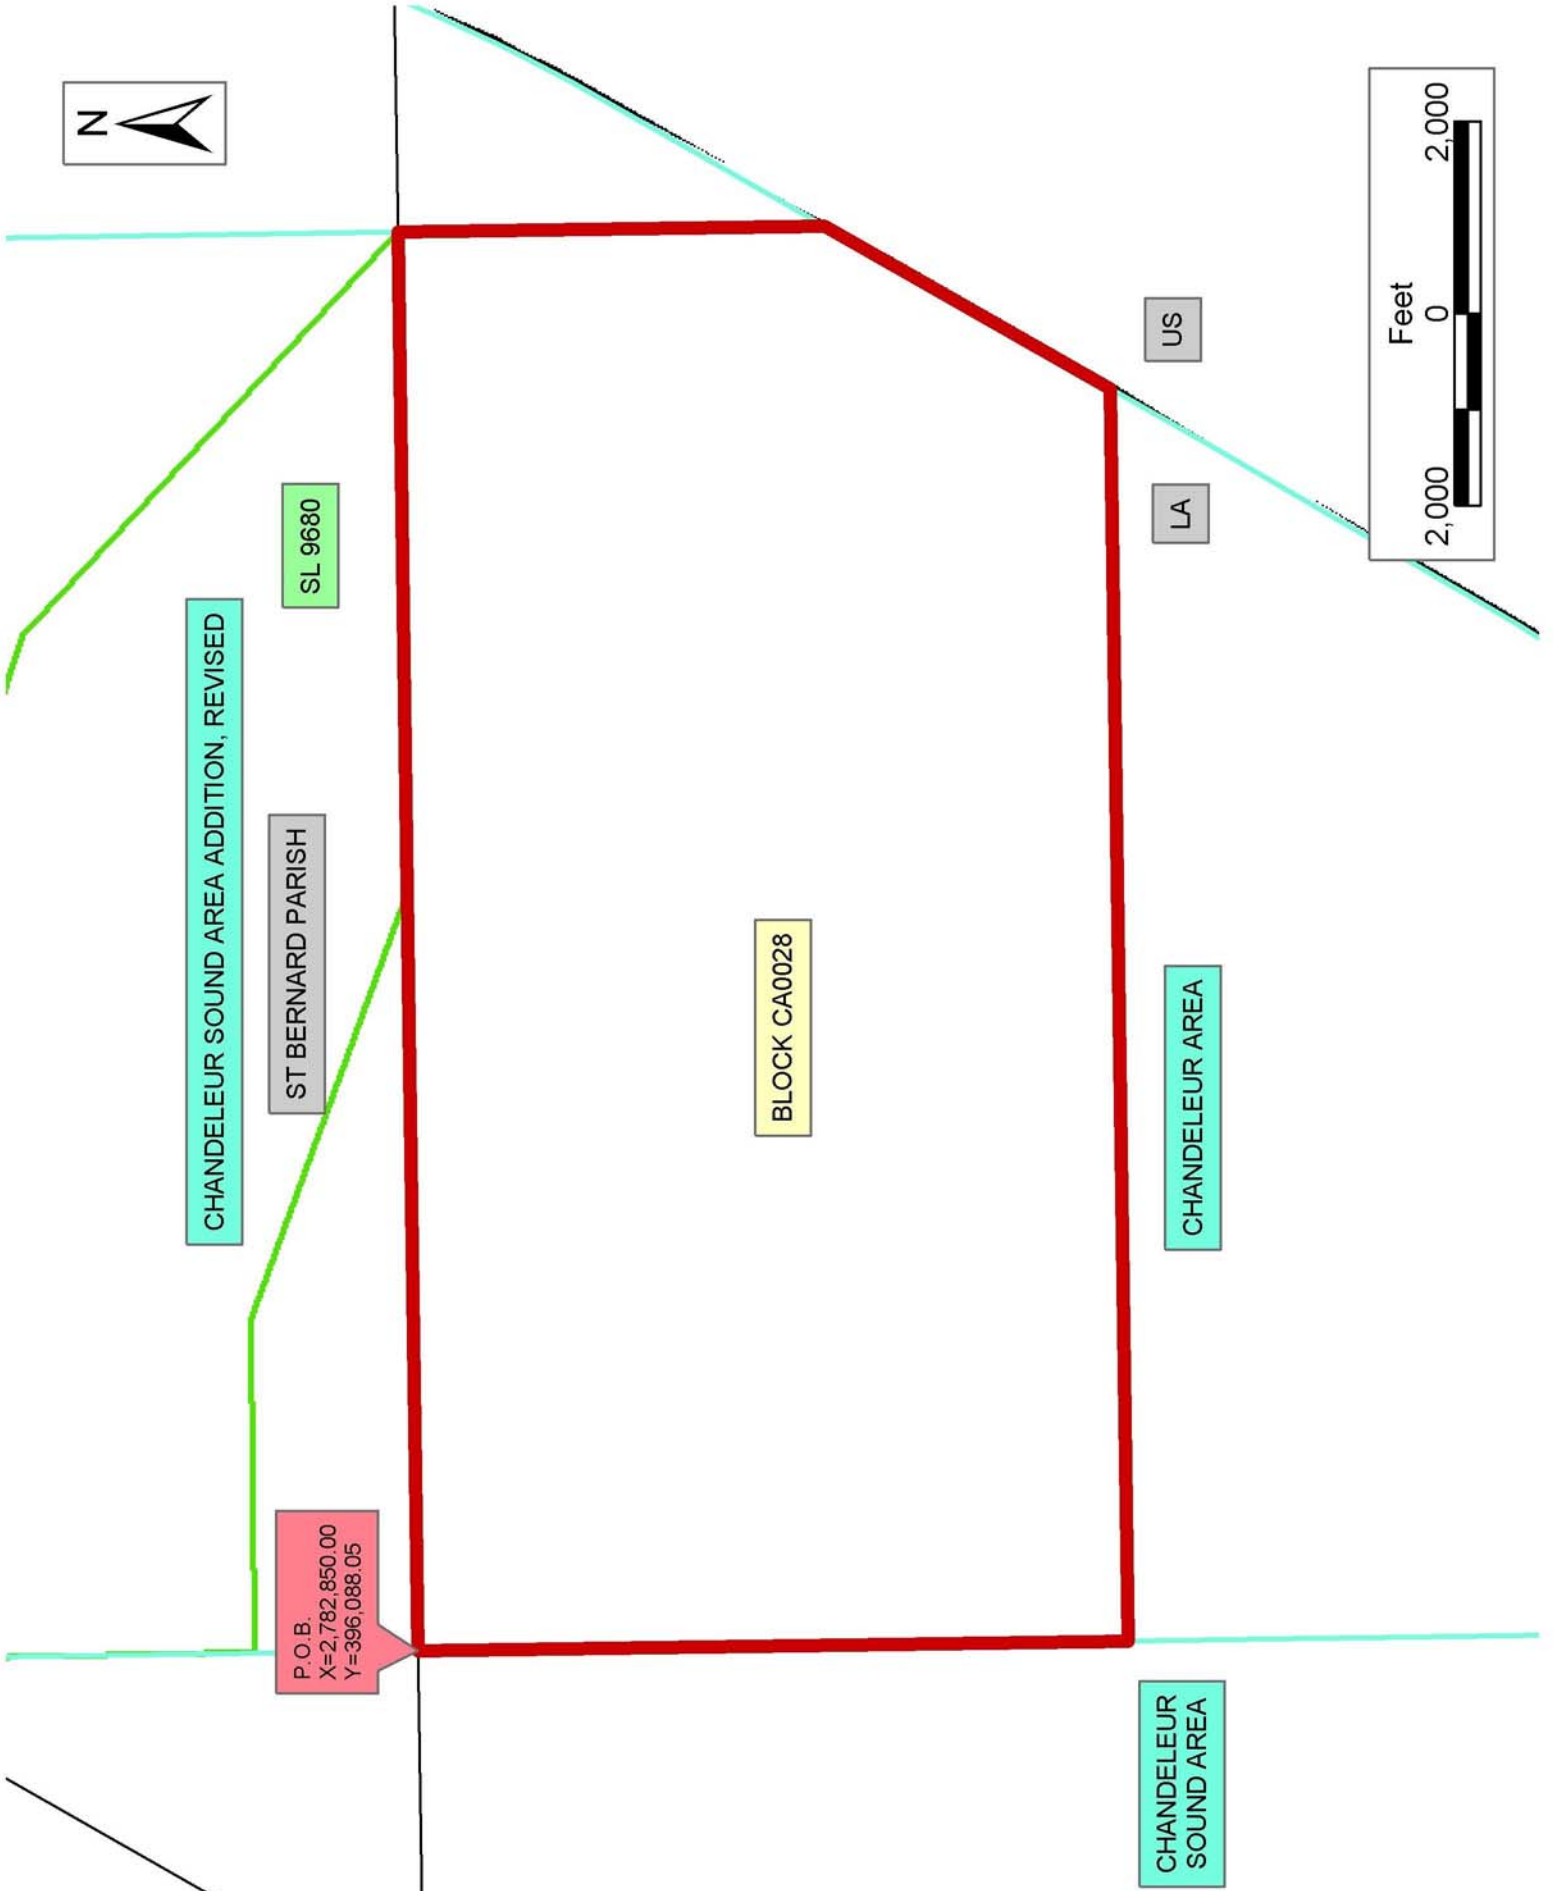 N
CHANDELEUR SOUND AREA ADDITION, REVISED
SL 9680
ST BERNARD PARISH
P.O.B.
X=2,782,850.00
Y=396,088.05
BLOCK CA0028
US
LA
CHANDELEUR AREA
CHANDELEUR
SOUND AREA
Feet
2,000 0 2,000